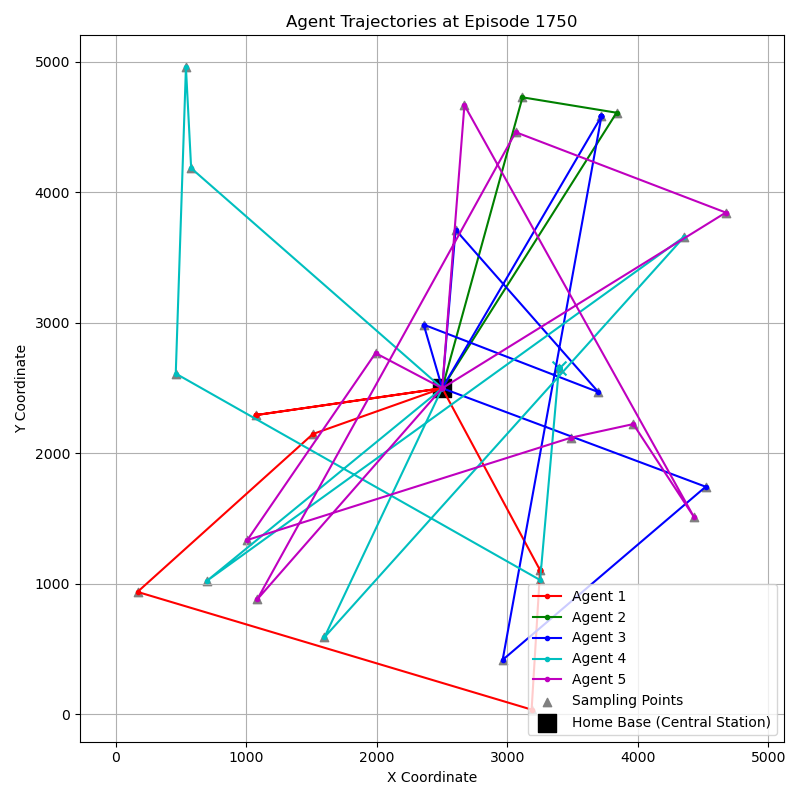 Agent Trajectories at Episode 1750
Y Coordinate
5000
4000
3000
2000
1000
0
0 1000 2000 3000 4000 5000
X Coordinate
Agent 1
Agent 2
Agent 3
Agent 4
Agent 5
Sampling Points
Home Base (Central Station)